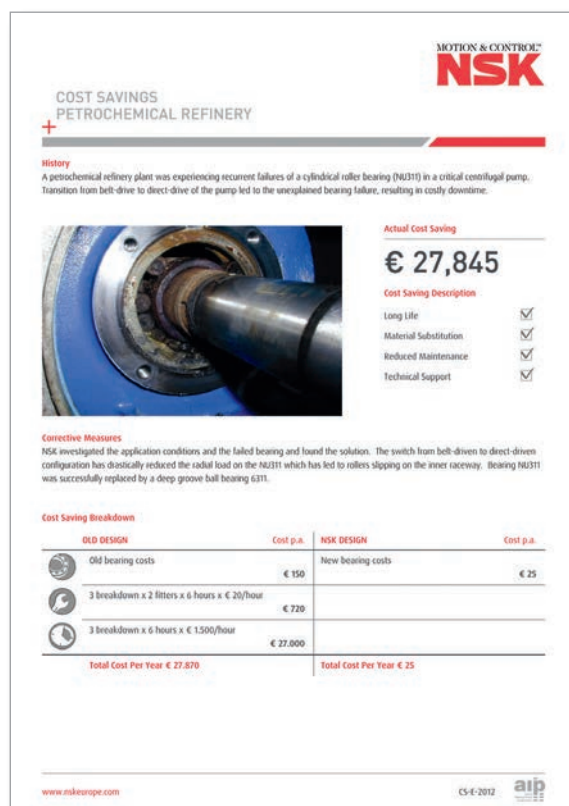 MOTION & CONTROL™
NSK
COST SAVINGS
PETROCHEMICAL REFINERY
History
A petrochemical refinery plant was experiencing recurrent failures of a cylindrical roller bearing (NU311) in a critical centrifugal pump.
Transition from belt-drive to direct-drive of the pump led to the unexplained bearing failure, resulting in costly downtime.
Actual Cost Saving
€ 27,845
Cost Saving Description
Long Life
Material Substitution
Reduced Maintenance
Technical Support
Corrective Measures
NSK investigated the application conditions and the failed bearing and found the solution. The switch from belt-driven to direct-driven
configuration has drastically reduced the radial load on the NU311 which has led to rollers slipping on the inner raceway. Bearing NU311
was successfully replaced by a deep groove ball bearing 6311.
Cost Saving Breakdown
OLD DESIGN Cost p.a. NSK DESIGN Cost p.a.
Old bearing costs New bearing costs
€ 150 € 25
3 breakdown x 2 fitters x 6 hours x € 20/hour
€ 720
3 breakdown x 6 hours x € 1.500/hour
€ 27.000
Total Cost Per Year € 27.870 Total Cost Per Year € 25
www.nskeurope.com CS-E-2012 aip